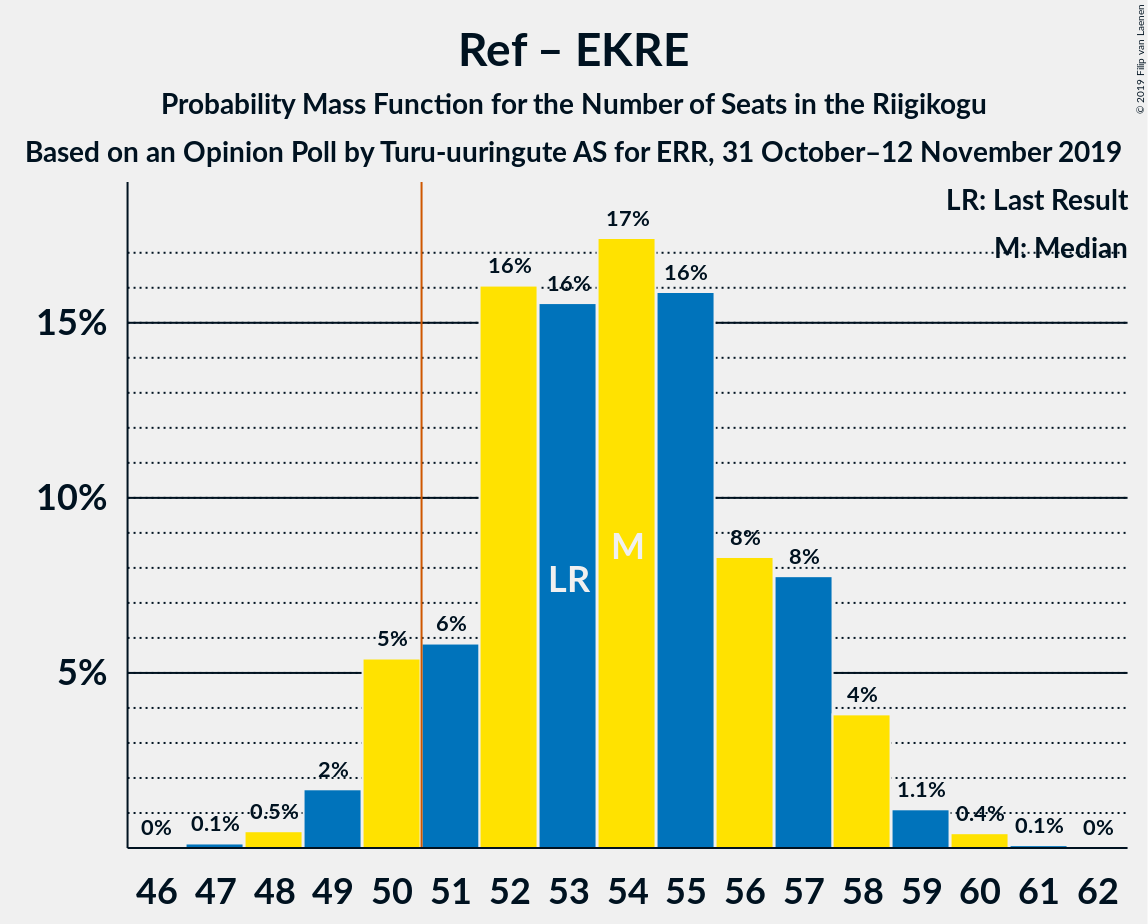 Ref – EKRE
Probability Mass Function for the Number of Seats in the Riigikogu
Based on an Opinion Poll by Turu-uuringute AS for ERR, 31 October–12 November 2019
© 2019 Filip van Laenen
LR: Last Result
M: Median
15%
10%
5%
0%
0.1%
0.5%
2%
5%
6%
16%
16%
17%
16%
8%
8%
4%
1.1%
0.4%
0.1%
0%
LR
M
46 47 48 49 50 51 52 53 54 55 56 57 58 59 60 61 62